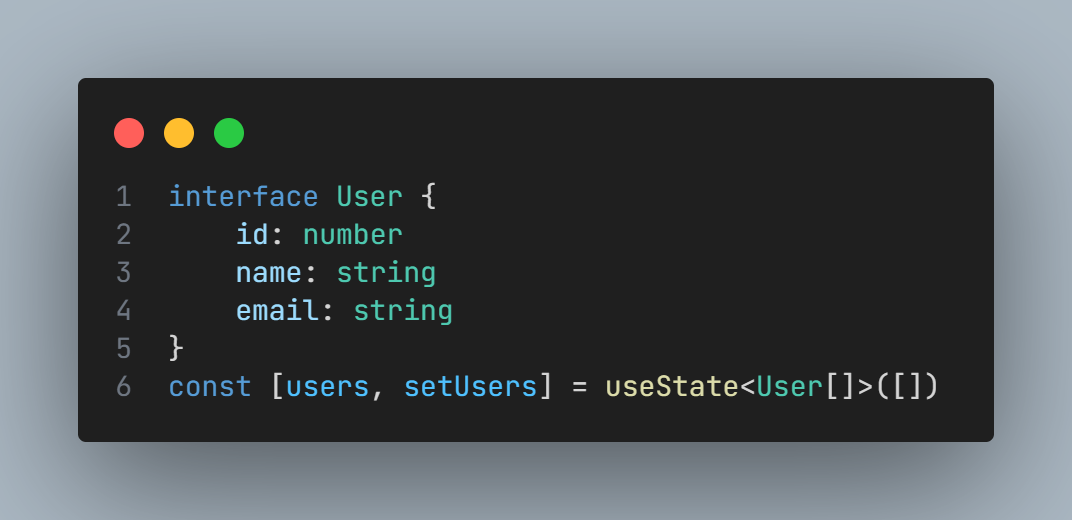 1 interface User {
2     id: number
3     name: string
4     email: string
5 }
6 const [users, setUsers] = useState<User[]>([])